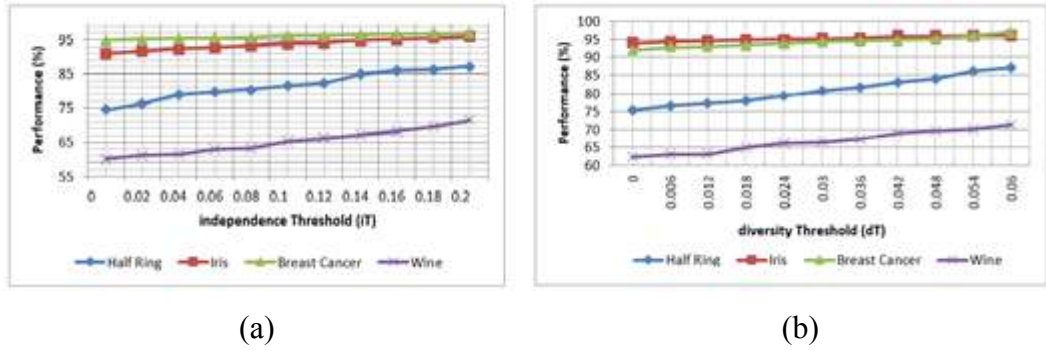 95
85
75
65
55
Performance (%)
0 0.02 0.04 0.06 0.08 0.1 0.12 0.14 0.16 0.18 0.2
independence Threshold (iT)
Half Ring Iris Breast Cancer Wine
(a)
100
95
90
85
80
75
70
65
60
Performance (%)
0 0.006 0.012 0.018 0.024 0.03 0.036 0.042 0.048 0.054 0.06
diversity Threshold (dT)
Half Ring Iris Breast Cancer Wine
(b)